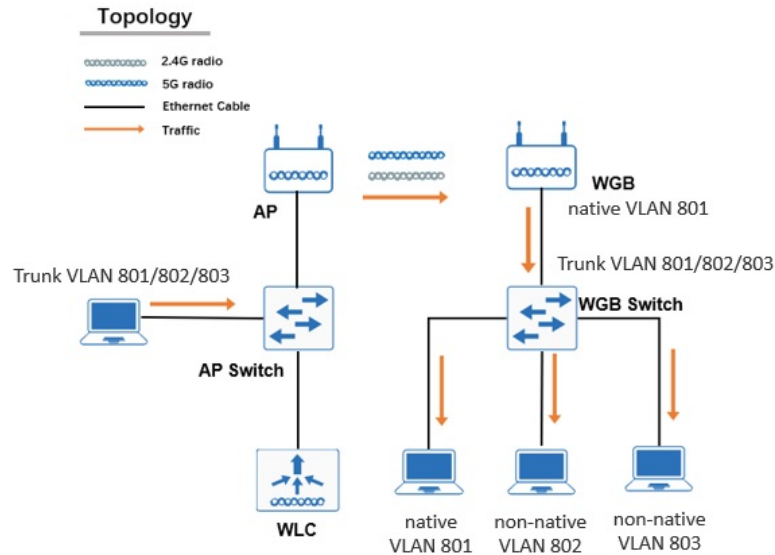 Topology
2.4G radio
5G radio
Ethernet Cable
Traffic
AP
WGB
native VLAN 801
Trunk VLAN 801/802/803
Trunk VLAN 801/802/803
WGB Switch
AP Switch
WLC
native
VLAN 801
non-native
VLAN 802
non-native
VLAN 803